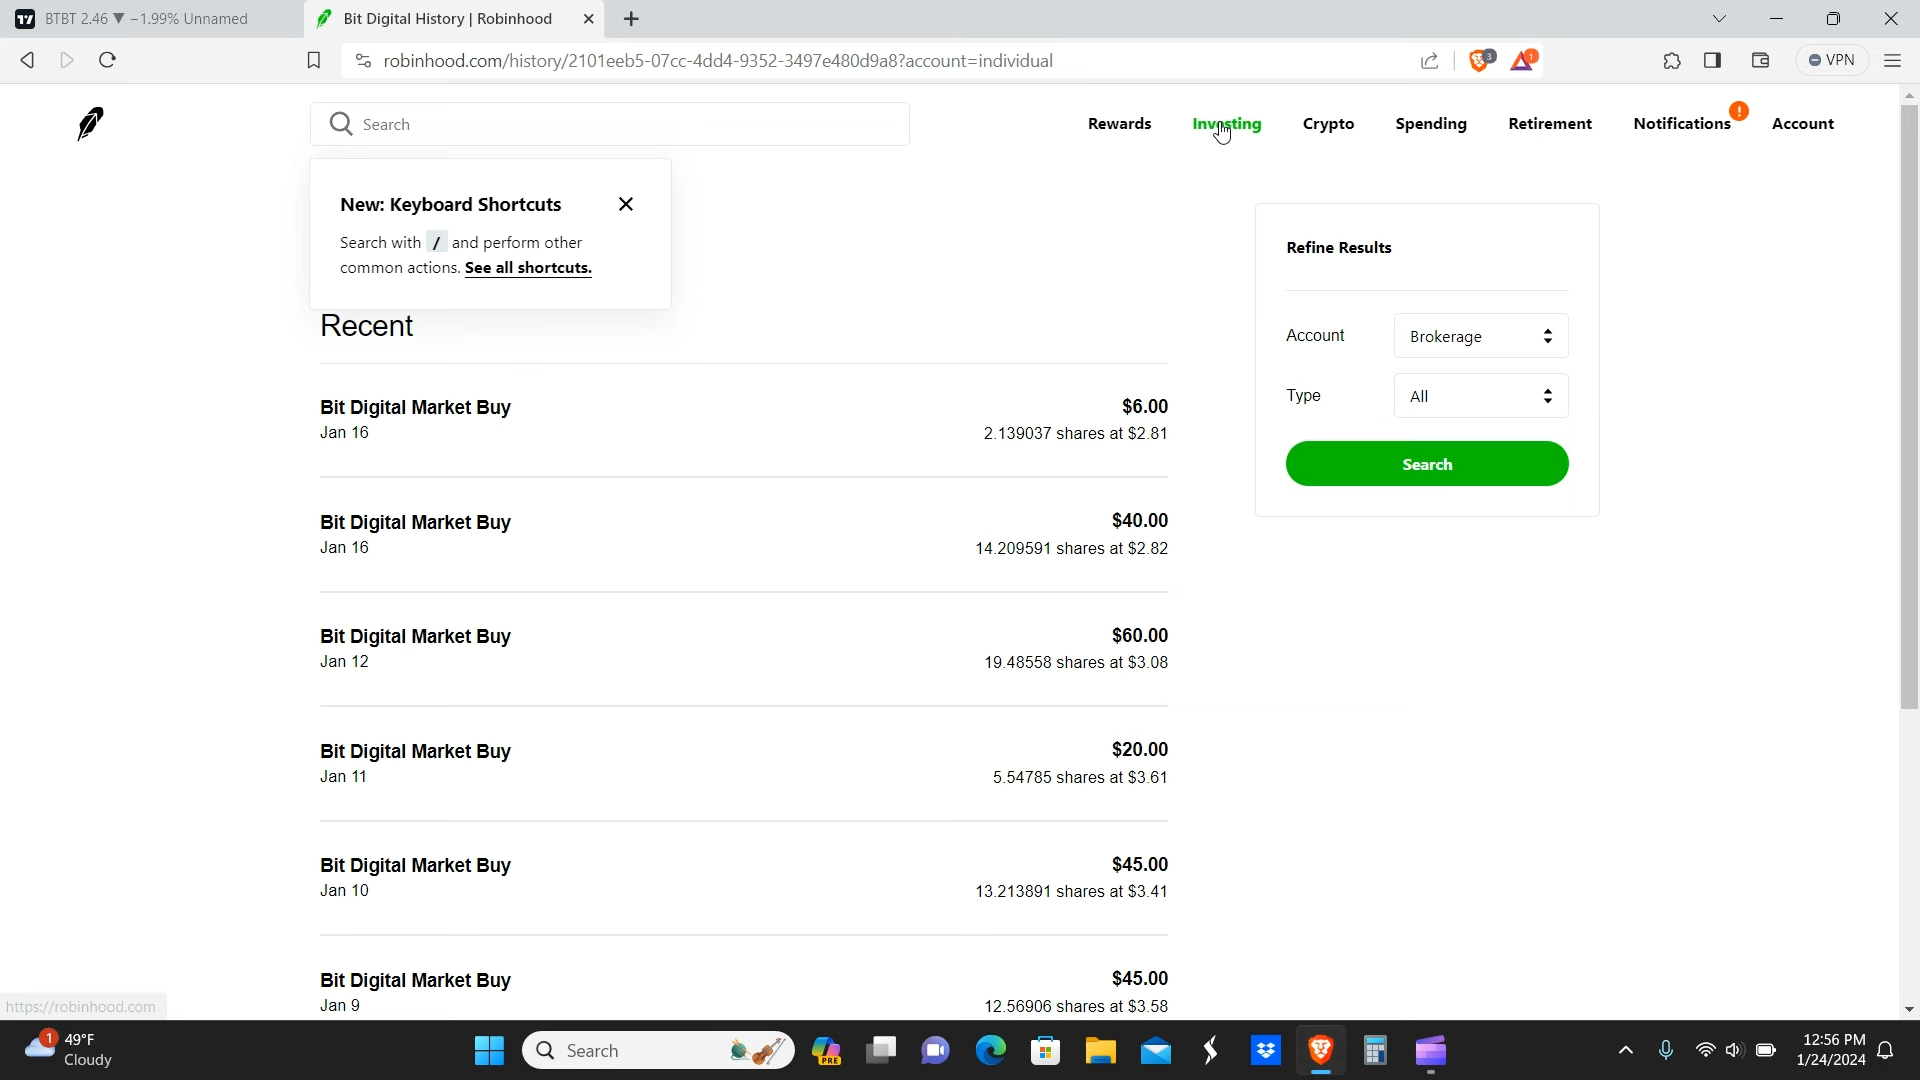 BTBT 2.46 ▼ −1.99% Unnamed
Bit Digital History | Robinhood
robinhood.com/history/2101eeb5-07cc-4dd4-9352-3497e480d9a8?account=individual
3
1
VPN
Search
Rewards
Investing
Crypto
Spending
Retirement
Notifications
!
Account
New: Keyboard Shortcuts
Search with / and perform other
common actions. See all shortcuts.
Recent
Bit Digital Market Buy $6.00
Jan 16 2.139037 shares at $2.81
Bit Digital Market Buy $40.00
Jan 16 14.209591 shares at $2.82
Bit Digital Market Buy $60.00
Jan 12 19.48558 shares at $3.08
Bit Digital Market Buy $20.00
Jan 11 5.54785 shares at $3.61
Bit Digital Market Buy $45.00
Jan 10 13.213891 shares at $3.41
Bit Digital Market Buy $45.00
Jan 9 12.56906 shares at $3.58
Refine Results
Account Brokerage
Type All
Search
https://robinhood.com
1
49°F
Cloudy
Search
PRE
12:56 PM
1/24/2024